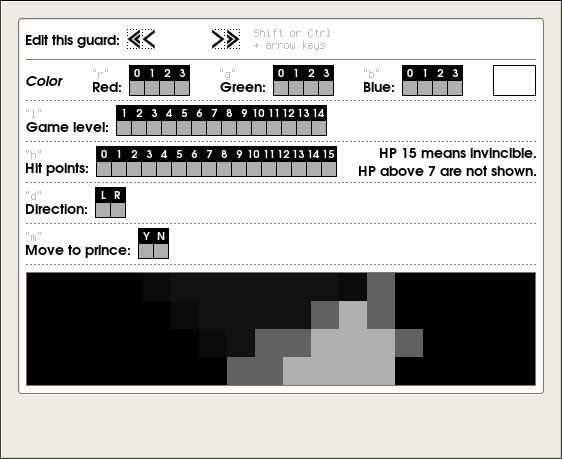 Edit this guard: Shift or Ctrl
+ arrow keys
"r" "g" "b"
Color Red: 0 1 2 3 Green: 0 1 2 3 Blue: 0 1 2 3
"l"
Game level: 1 2 3 4 5 6 7 8 9 10 11 12 13 14
"h"
Hit points: 0 1 2 3 4 5 6 7 8 9 10 11 12 13 14 15
HP 15 means invincible.
HP above 7 are not shown.
"d"
Direction: L R
"m"
Move to prince: Y N